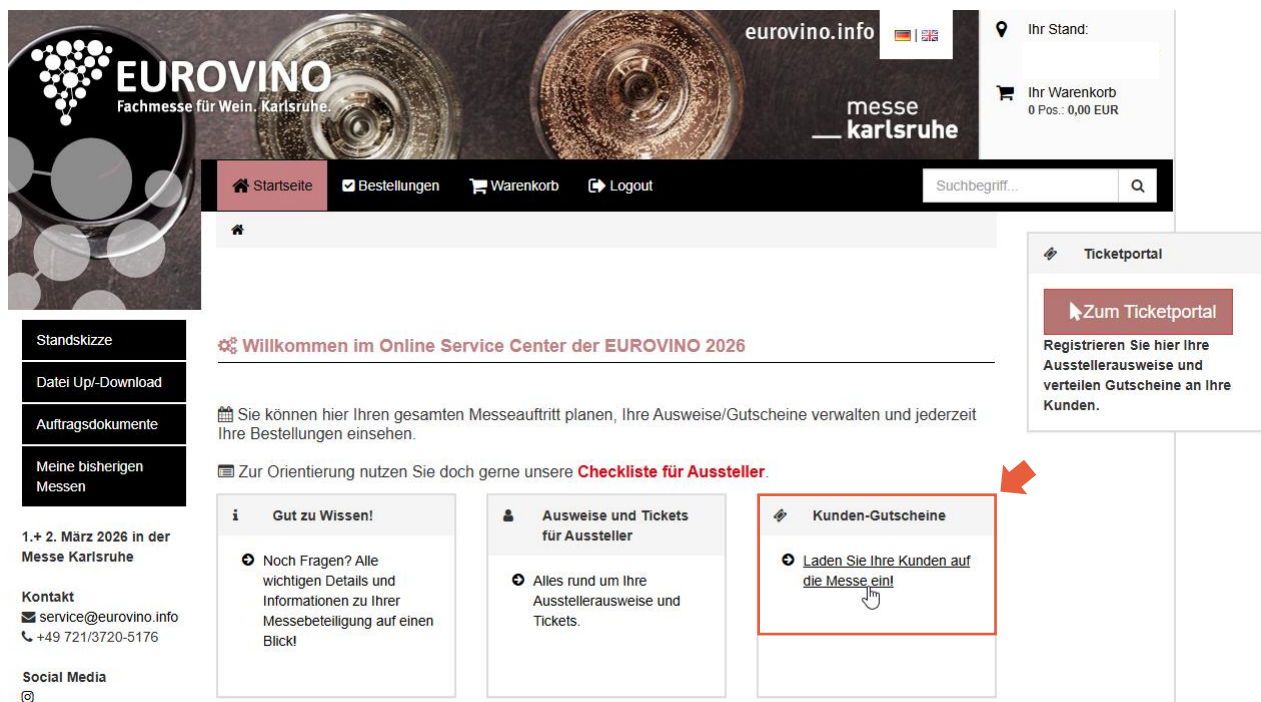 EUROVINO
Fachmesse für Wein. Karlsruhe.
eurovino.info
|
messe
karlsruhe
Ihr Stand:
Ihr Warenkorb
0 Pos.: 0,00 EUR
Startseite
Bestellungen
Warenkorb
Logout
Suchbegriff...
Ticketportal
Zum Ticketportal
Registrieren Sie hier Ihre
Ausstellerausweise und
verteilen Gutscheine an Ihre
Kunden.
Standskizze
Datei Up/-Download
Auftragsdokumente
Meine bisherigen
Messen
1.+ 2. März 2026 in der
Messe Karlsruhe
Kontakt
service@eurovino.info
+49 721/3720-5176
Social Media
Willkommen im Online Service Center der EUROVINO 2026
Sie können hier Ihren gesamten Messeauftritt planen, Ihre Ausweise/Gutscheine verwalten und jederzeit
Ihre Bestellungen einsehen.
Zur Orientierung nutzen Sie doch gerne unsere Checkliste für Aussteller.
Gut zu Wissen!
Noch Fragen? Alle
wichtigen Details und
Informationen zu Ihrer
Messebeteiligung auf einen
Blick!
Ausweise und Tickets
für Aussteller
Alles rund um Ihre
Ausstellerausweise und
Tickets.
Kunden-Gutscheine
Laden Sie Ihre Kunden auf
die Messe ein!